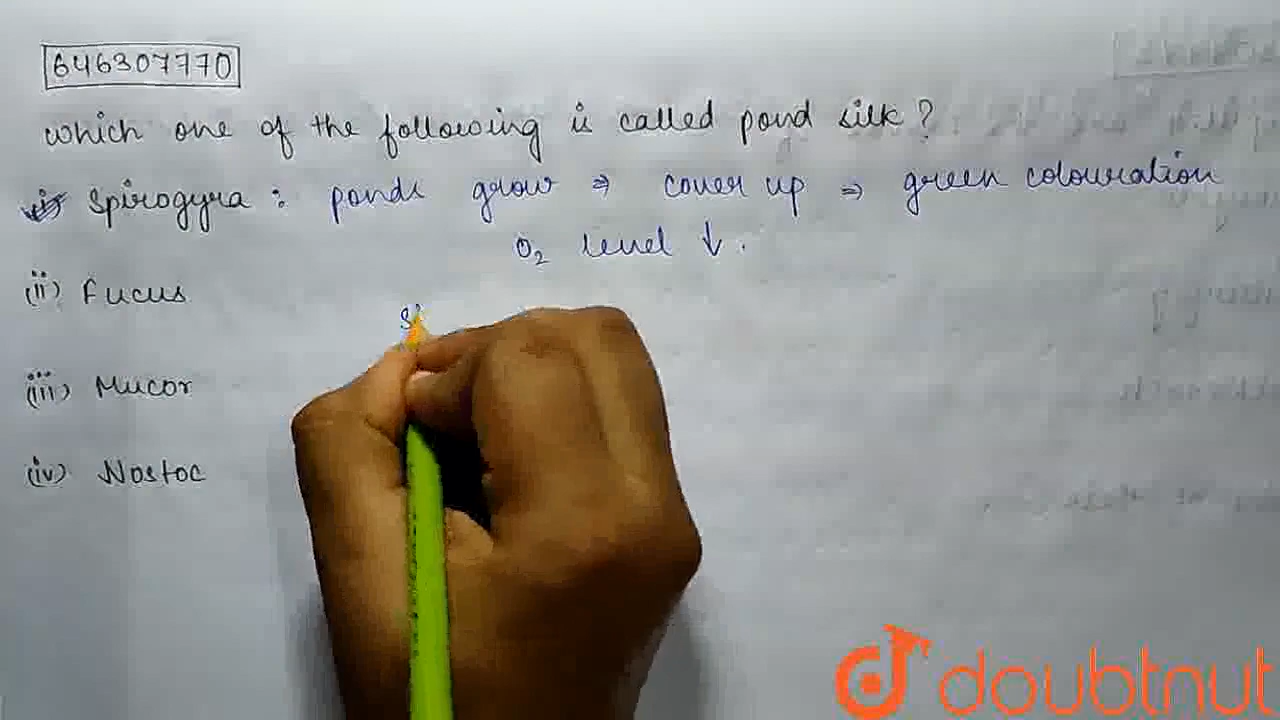 646307770
which one of the following is called pond silk?
Spirogyra : ponds grow ⇒ cover up ⇒ green colouration
O₂ level ↓.
(ii) Fucus
(iii) Mucor
(iv) Nostoc
doubtnut